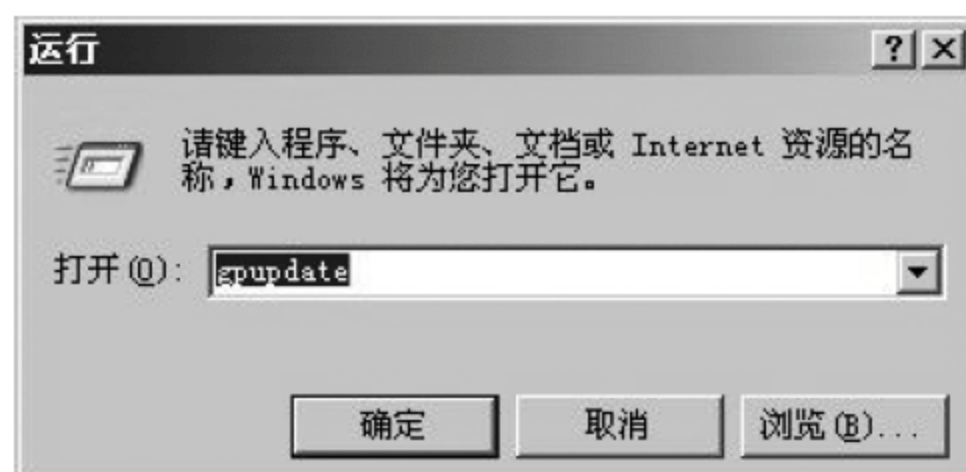 运行
请键入程序、文件夹、文档或 Internet 资源的名
称，Windows 将为您打开它。
打开(O): gpupdate
确定 取消 浏览(B)...